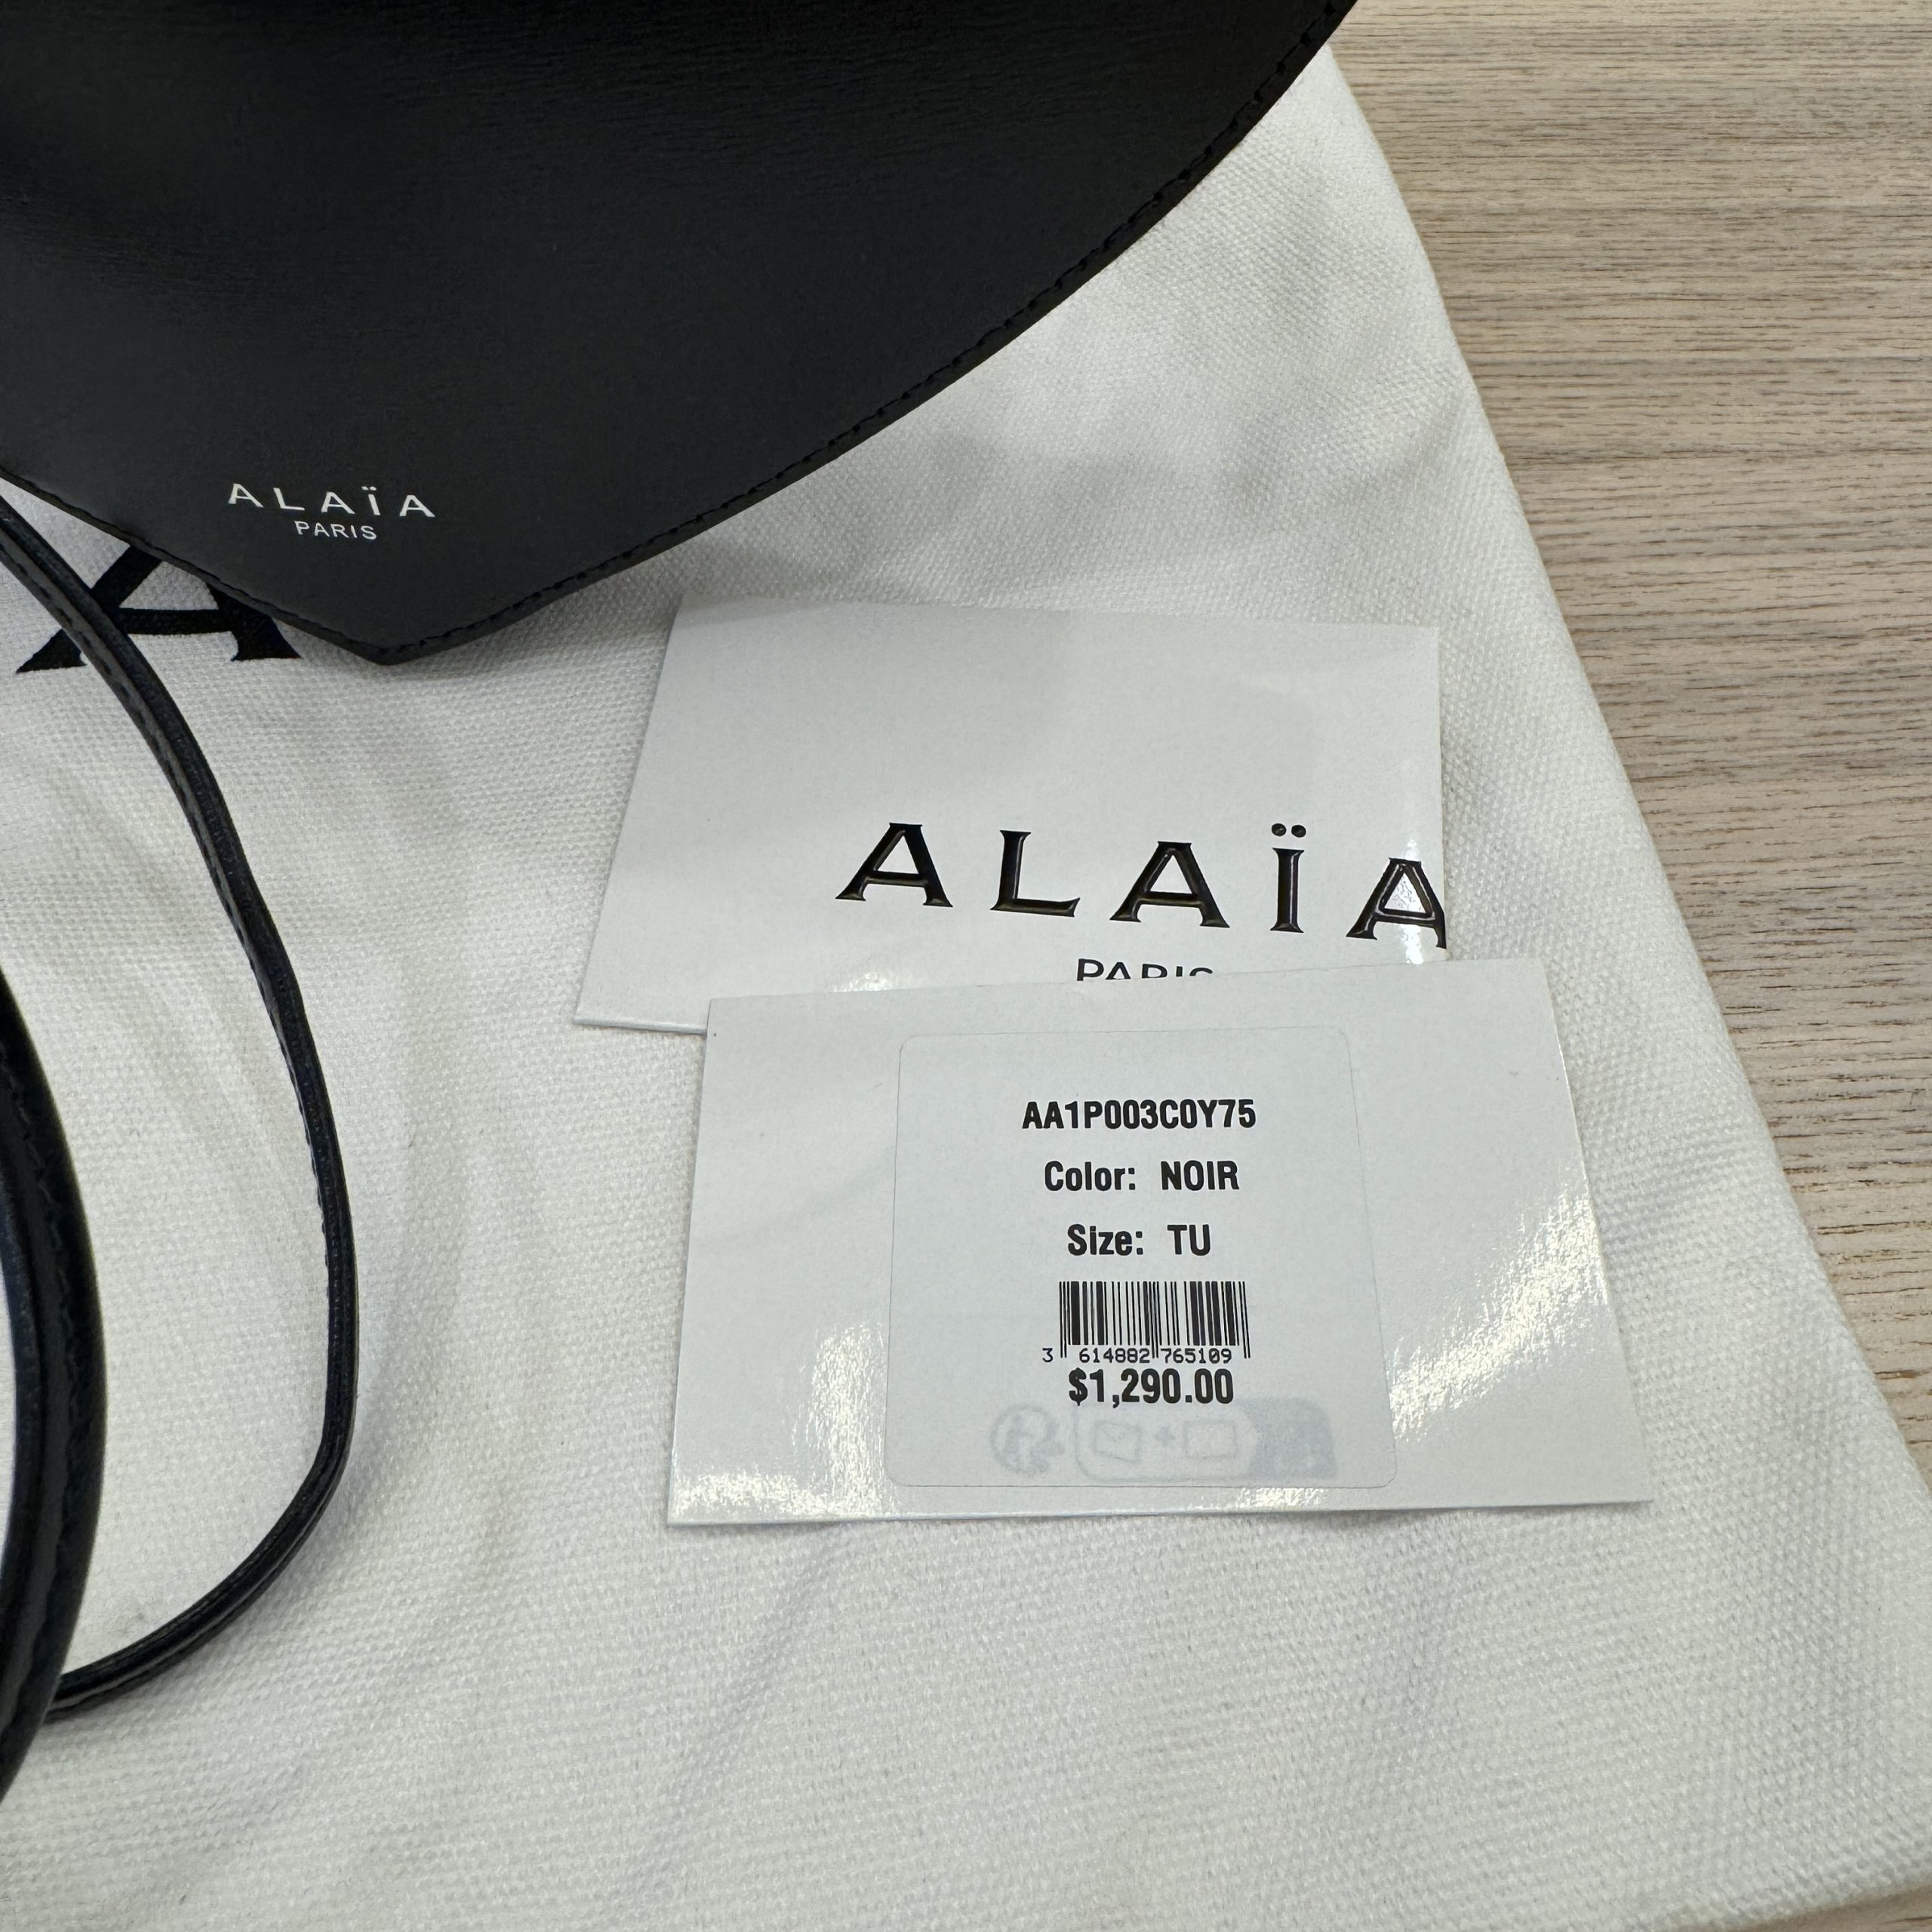 ALAÏA
PARIS
A
ALAÏA
PARIS
AA1P003C0Y75
Color: NOIR
Size: TU
3 614882 765109
$1,290.00